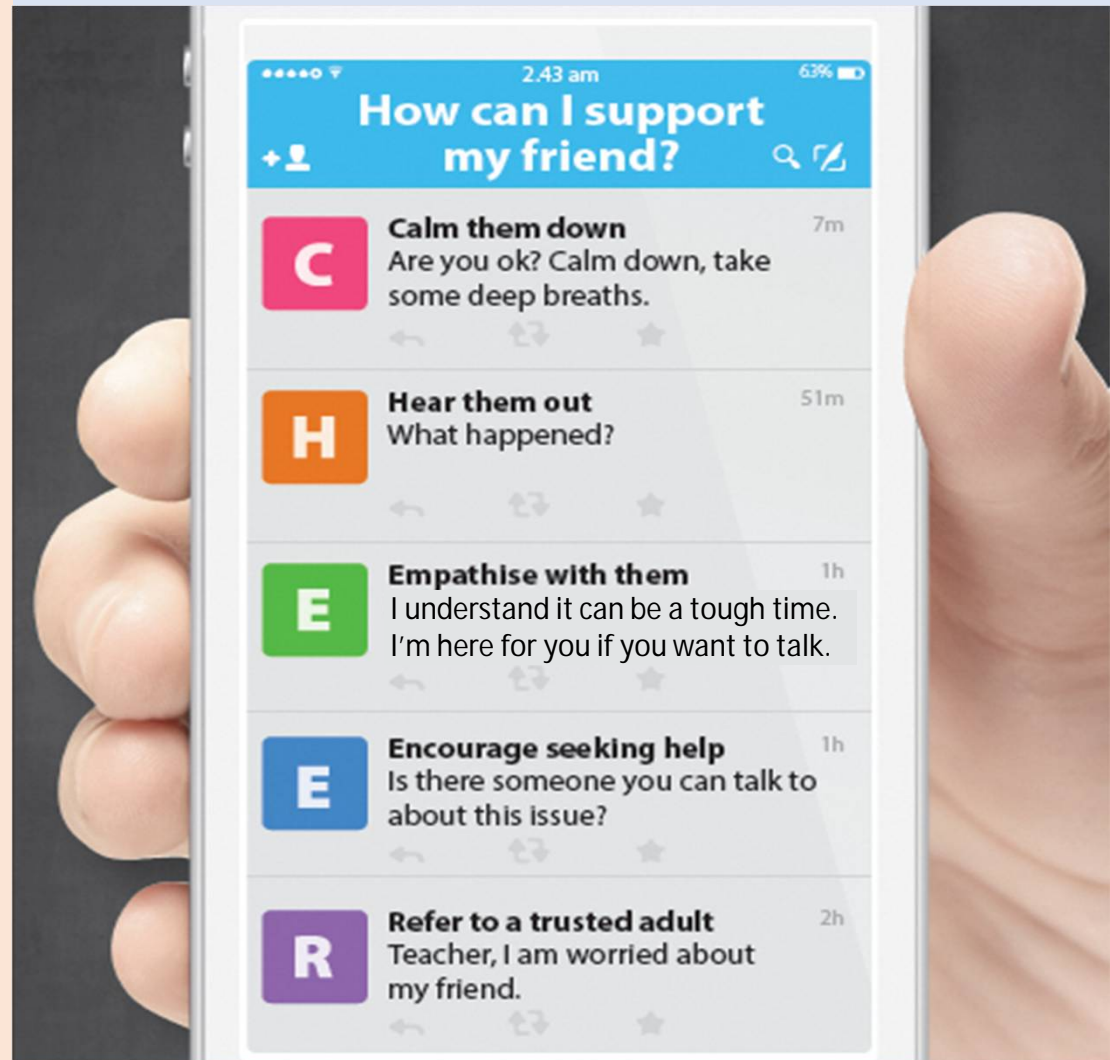 2.43 am
63%
How can I support
my friend?
C
Calm them down
7m
Are you ok? Calm down, take
some deep breaths.
H
Hear them out
51m
What happened?
E
Empathise with them
1h
I understand it can be a tough time.
I'm here for you if you want to talk.
E
Encourage seeking help
1h
Is there someone you can talk to
about this issue?
R
Refer to a trusted adult
2h
Teacher, I am worried about
my friend.